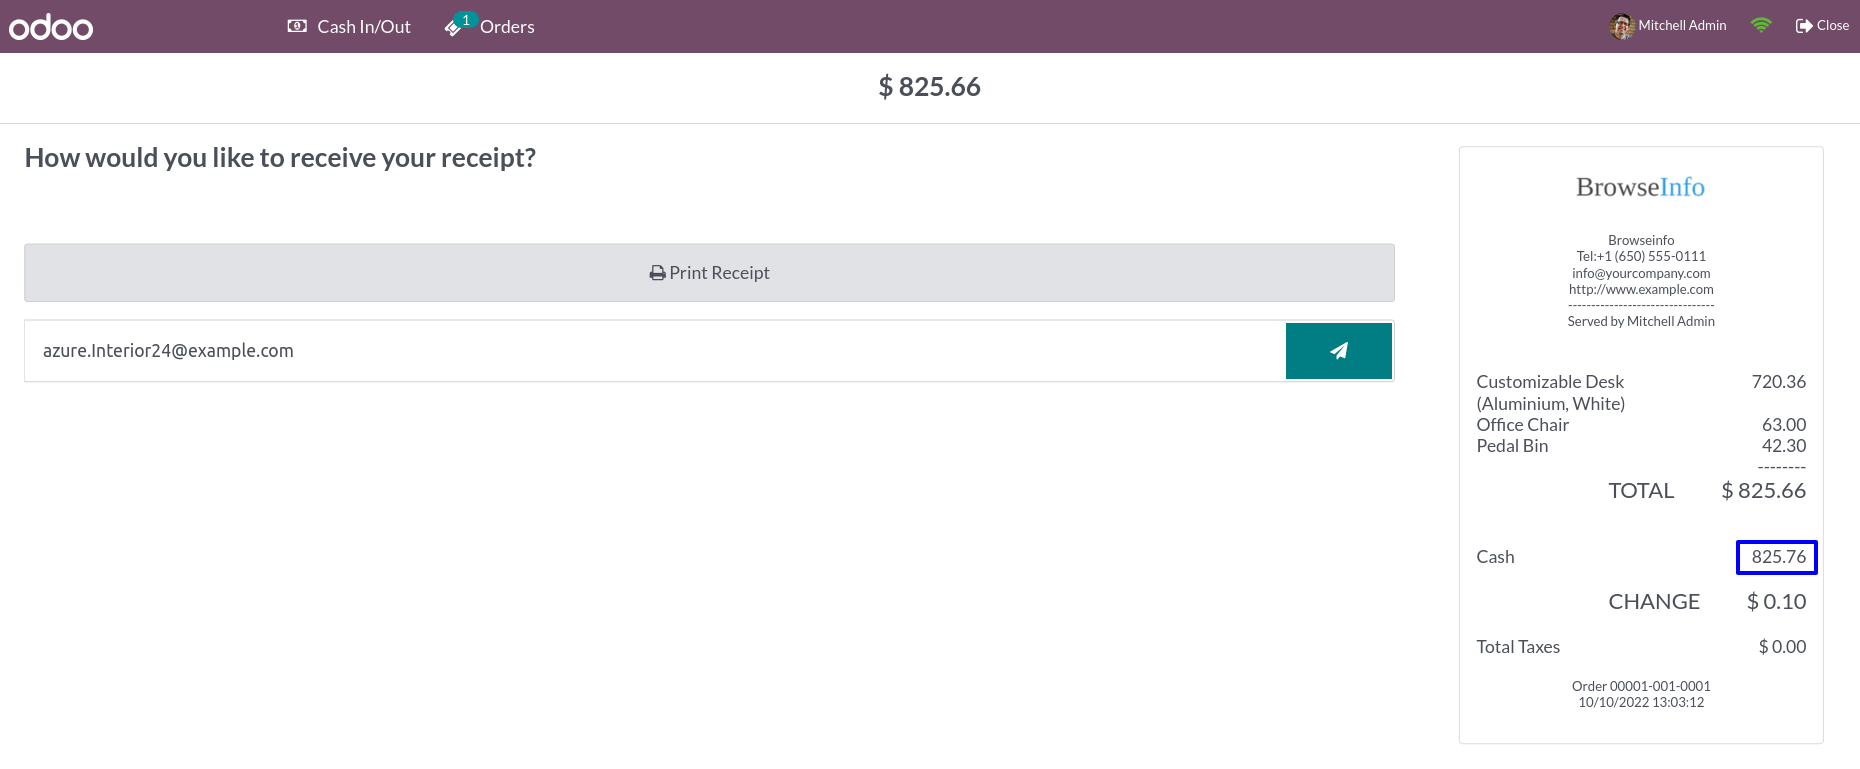 odoo
Cash In/Out
1
Orders
Mitchell Admin
Close
$ 825.66
How would you like to receive your receipt?
Print Receipt
azure.Interior24@example.com
BrowseInfo
Browseinfo
Tel:+1 (650) 555-0111
info@yourcompany.com
http://www.example.com
--------------------------------
Served by Mitchell Admin
Customizable Desk 720.36
(Aluminium, White)
Office Chair 63.00
Pedal Bin 42.30
--------
TOTAL $ 825.66
Cash 825.76
CHANGE $ 0.10
Total Taxes $ 0.00
Order 00001-001-0001
10/10/2022 13:03:12